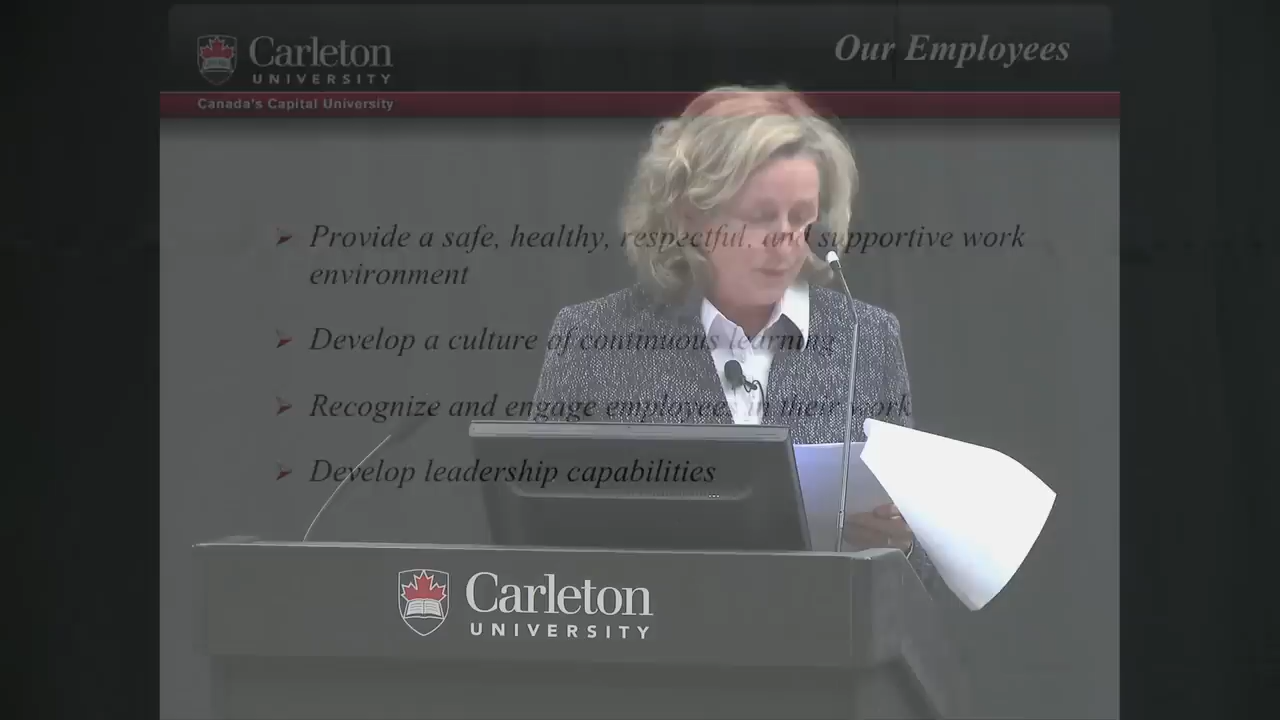 Carleton
UNIVERSITY
Canada's Capital University
Our Employees
Provide a safe, healthy, respectful, and supportive work
environment
Develop a culture of continuous learning
Recognize and engage employees in their work
Develop leadership capabilities
Carleton
UNIVERSITY